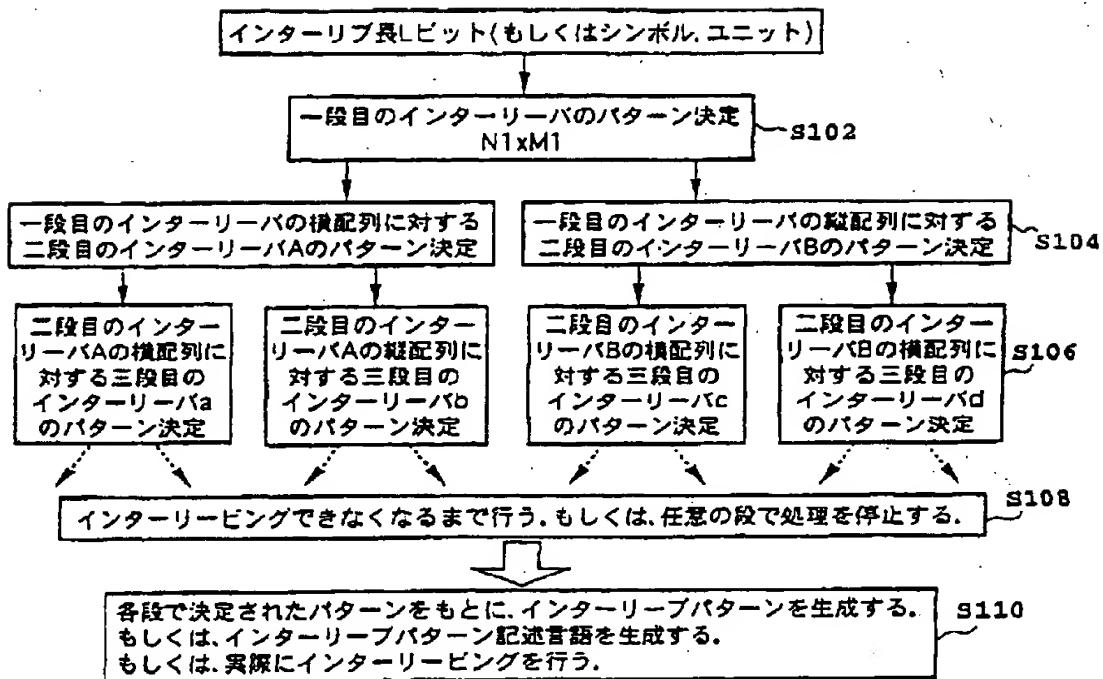 インターリブ長Lビット(もしくはシンボル,ユニット)
一段目のインターリーバのパターン決定
N1xM1
S102
一段目のインターリーバの横配列に対する
二段目のインターリーバAのパターン決定
一段目のインターリーバの縦配列に対する
二段目のインターリーバBのパターン決定
S104
二段目のインター
リーバAの横配列に
対する三段目の
インターリーバa
のパターン決定
二段目のインター
リーバAの縦配列に
対する三段目の
インターリーバb
のパターン決定
二段目のインター
リーバBの横配列に
対する三段目の
インターリーバc
のパターン決定
二段目のインター
リーバBの横配列に
対する三段目の
インターリーバd
のパターン決定
S106
インターリービングできなくなるまで行う.もしくは、任意の段で処理を停止する.
S108
各段で決定されたパターンをもとに、インターリーブパターンを生成する。
もしくは、インターリーブパターン記述言語を生成する。
もしくは、実際にインターリービングを行う.
S110